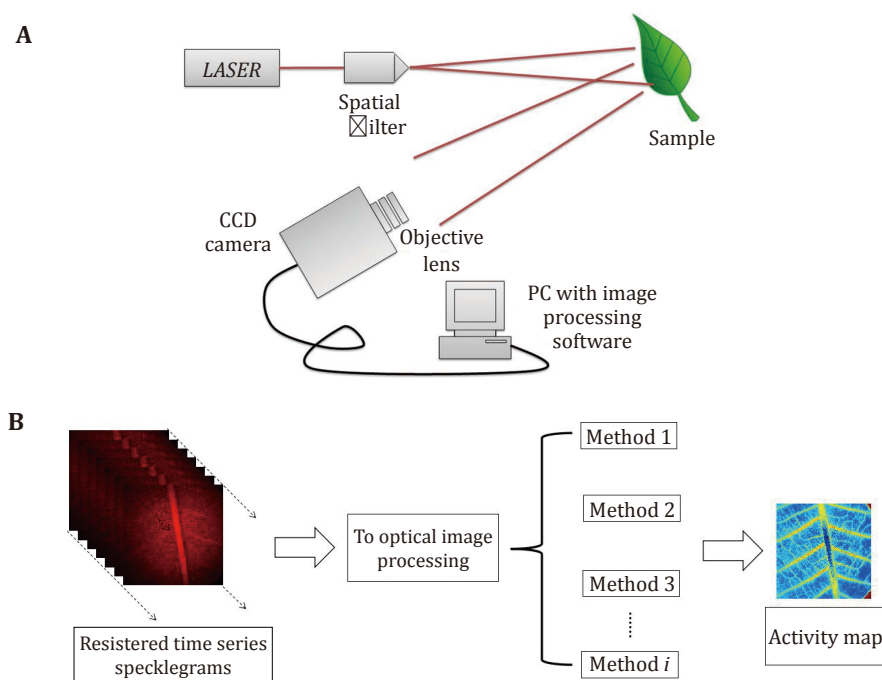 A
LASER
Spatial
☒ilter
Sample
CCD
camera
Objective
lens
PC with image
processing
software
B
Resistered time series
specklegrams
To optical image
processing
Method 1
Method 2
Method 3
Method i
Activity map